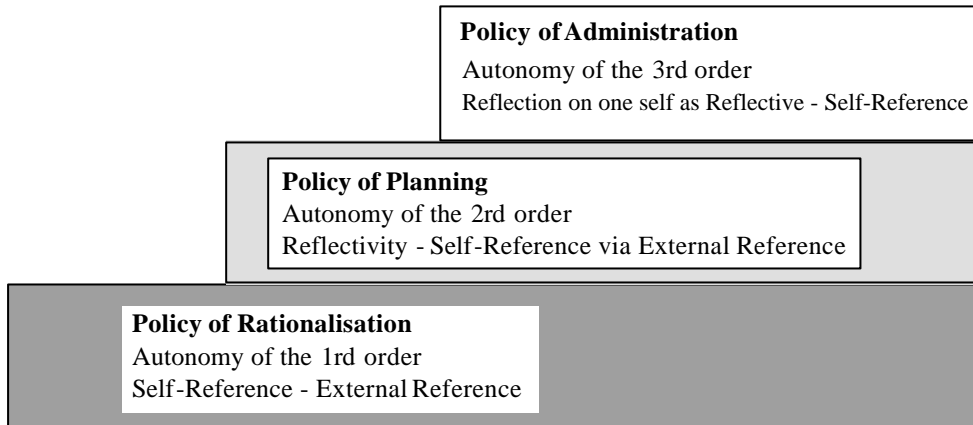 Policy of Administration
Autonomy of the 3rd order
Reflection on one self as Reflective - Self-Reference
Policy of Planning
Autonomy of the 2rd order
Reflectivity - Self-Reference via External Reference
Policy of Rationalisation
Autonomy of the 1rd order
Self-Reference - External Reference